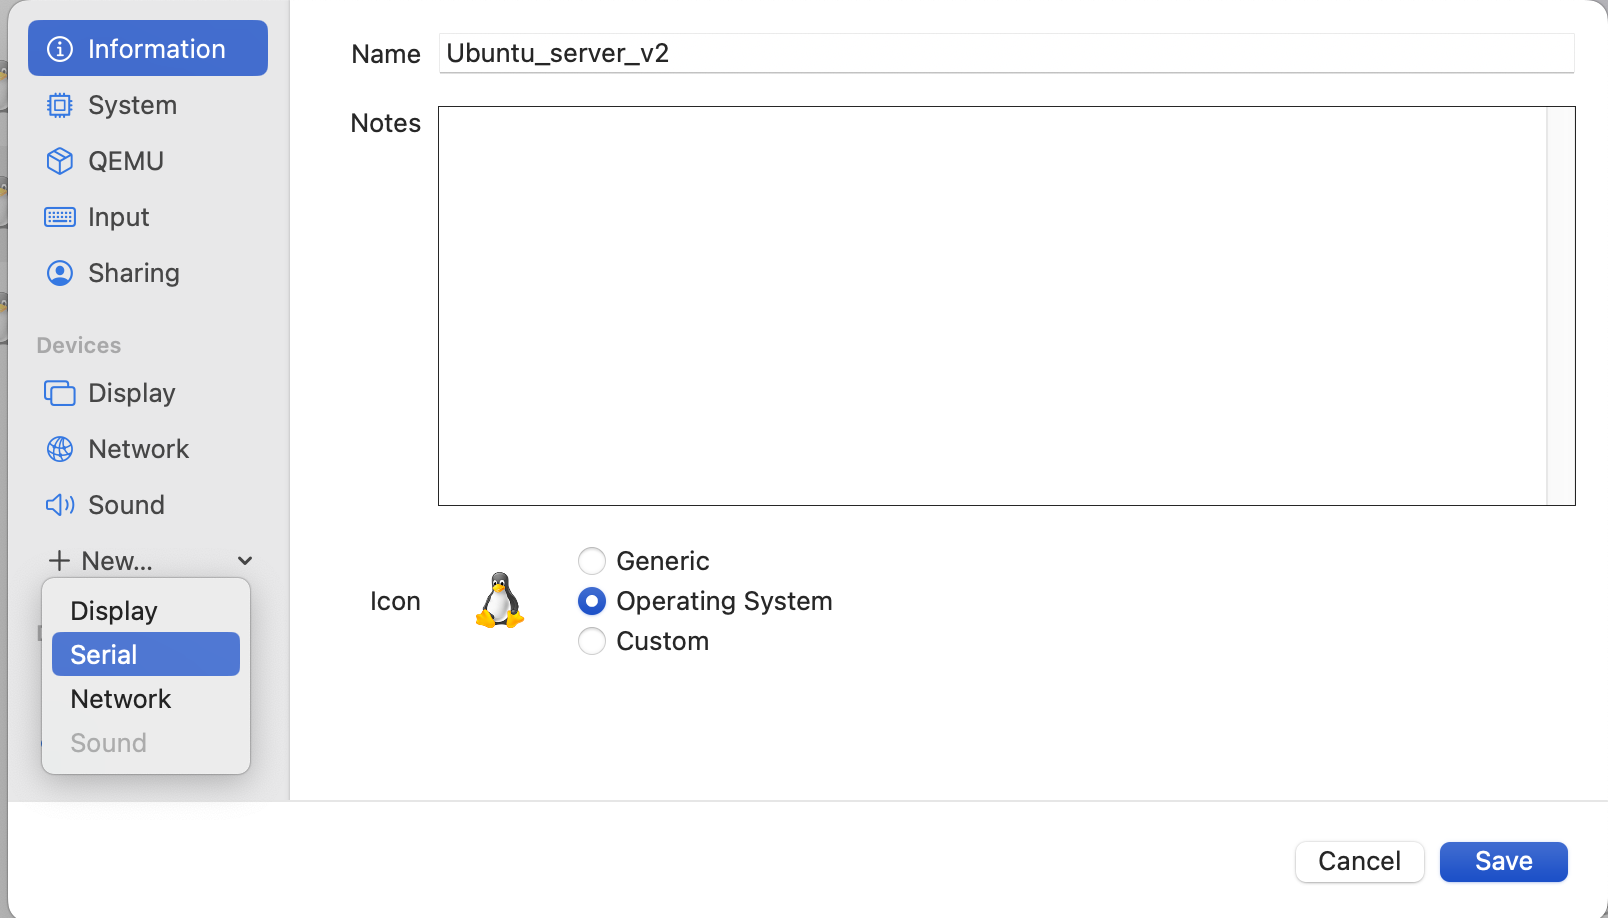 Information
System
QEMU
Input
Sharing
Devices
Display
Network
Sound
New...
Display
Serial
Network
Sound
Name
Ubuntu_server_v2
Notes
Icon
Generic
Operating System
Custom
Cancel
Save